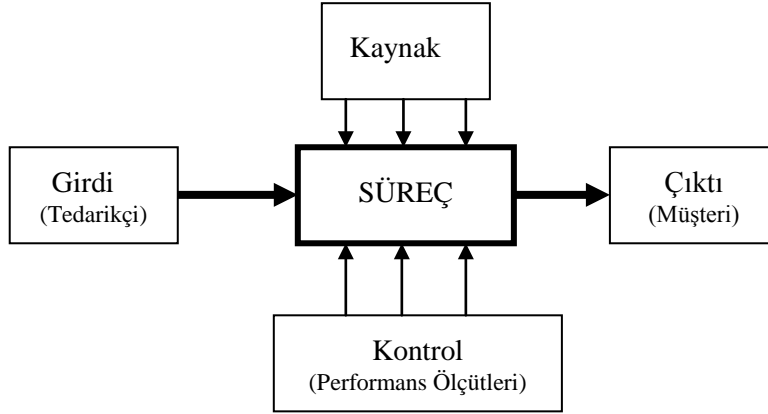 Kaynak
Girdi
(Tedarikçi)
SÜREÇ
Çıktı
(Müşteri)
Kontrol
(Performans Ölçütleri)